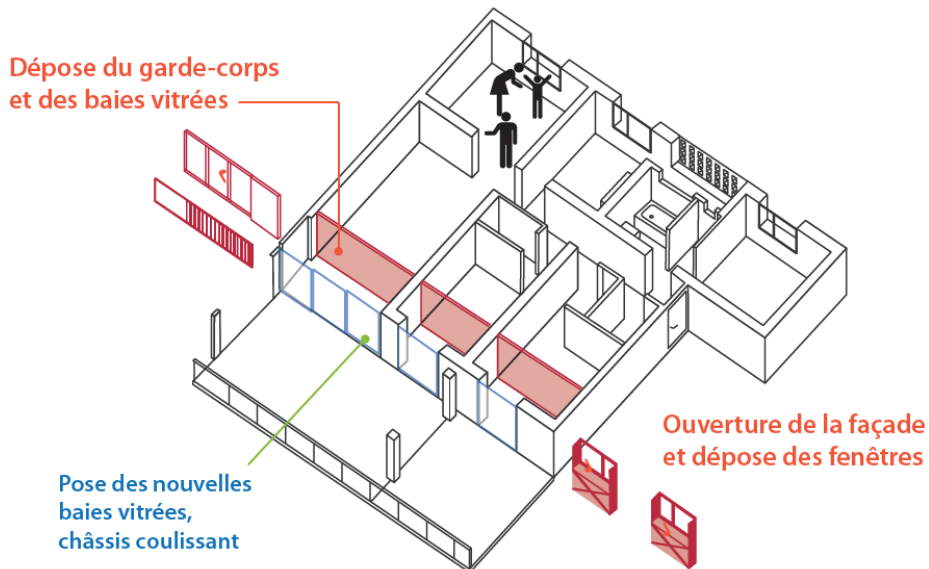 Dépose du garde-corps
et des baies vitrées
Ouverture de la façade
et dépose des fenêtres
Pose des nouvelles
baies vitrées,
châssis coulissant